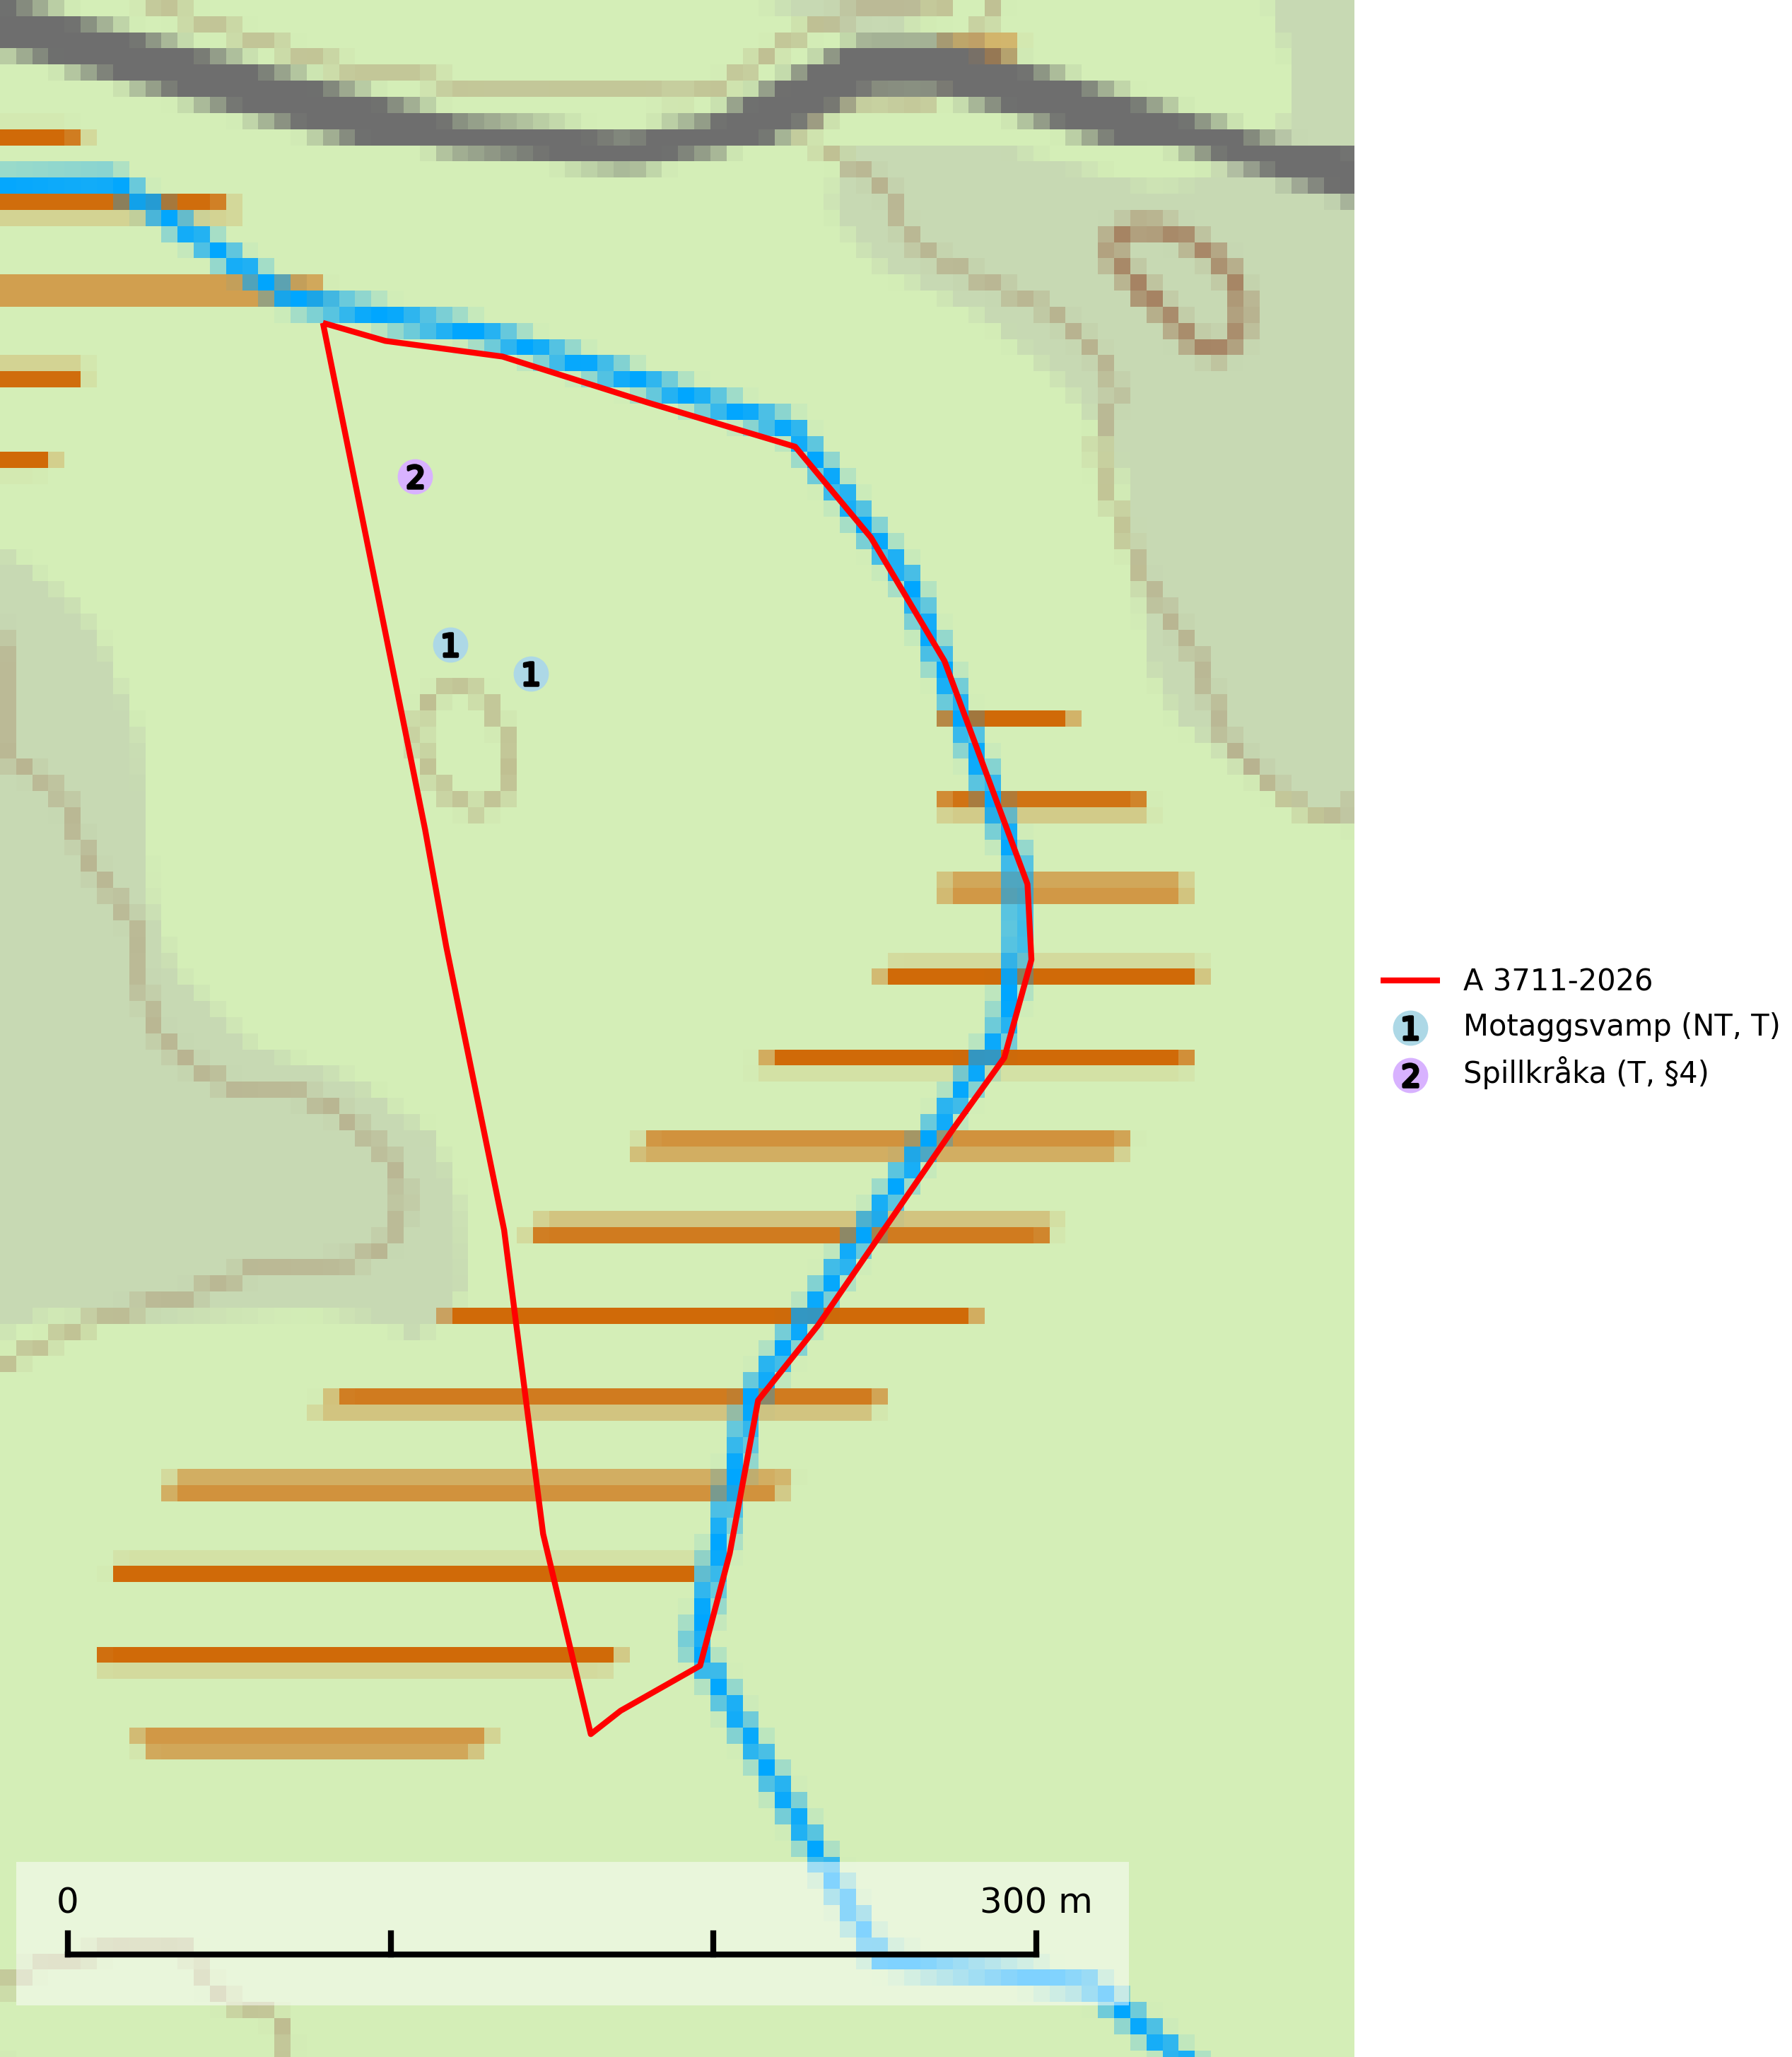 2
1
1
A 3711-2026
1 Motaggsvamp (NT, T)
2 Spillkråka (T, §4)
0 300 m